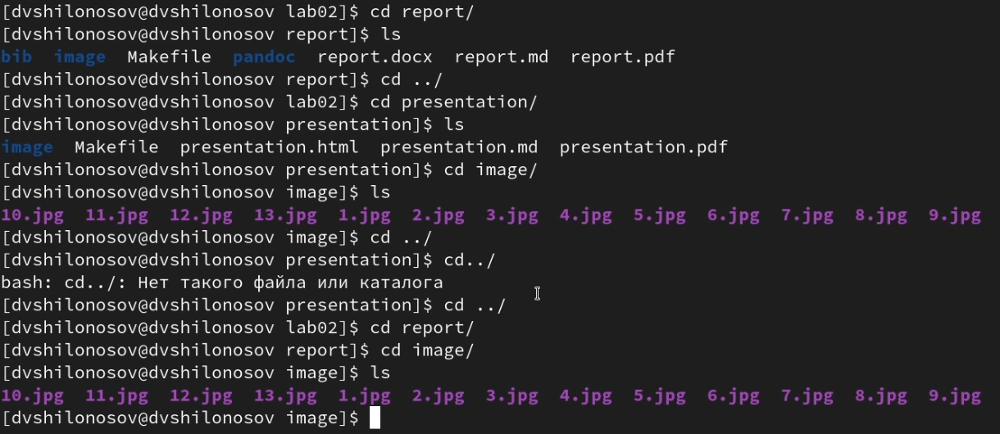 [dvshilonosov@dvshilonosov lab02]$ cd report/
[dvshilonosov@dvshilonosov report]$ ls
bib  image  Makefile  pandoc  report.docx  report.md  report.pdf
[dvshilonosov@dvshilonosov report]$ cd ../
[dvshilonosov@dvshilonosov lab02]$ cd presentation/
[dvshilonosov@dvshilonosov presentation]$ ls
image  Makefile  presentation.html  presentation.md  presentation.pdf
[dvshilonosov@dvshilonosov presentation]$ cd image/
[dvshilonosov@dvshilonosov image]$ ls
10.jpg  11.jpg  12.jpg  13.jpg  1.jpg  2.jpg  3.jpg  4.jpg  5.jpg  6.jpg  7.jpg  8.jpg  9.jpg
[dvshilonosov@dvshilonosov image]$ cd ../
[dvshilonosov@dvshilonosov presentation]$ cd../
bash: cd../: Нет такого файла или каталога
[dvshilonosov@dvshilonosov presentation]$ cd ../
[dvshilonosov@dvshilonosov lab02]$ cd report/
[dvshilonosov@dvshilonosov report]$ cd image/
[dvshilonosov@dvshilonosov image]$ ls
10.jpg  11.jpg  12.jpg  13.jpg  1.jpg  2.jpg  3.jpg  4.jpg  5.jpg  6.jpg  7.jpg  8.jpg  9.jpg
[dvshilonosov@dvshilonosov image]$